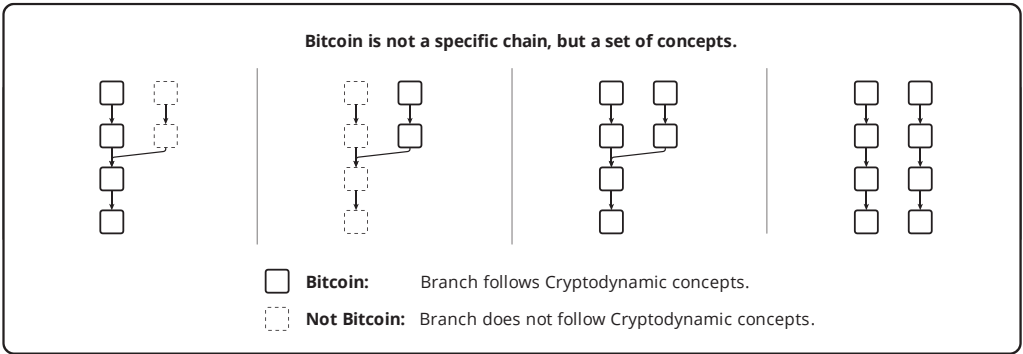 Bitcoin is not a specific chain, but a set of concepts.
Bitcoin: Branch follows Cryptodynamic concepts.
Not Bitcoin: Branch does not follow Cryptodynamic concepts.